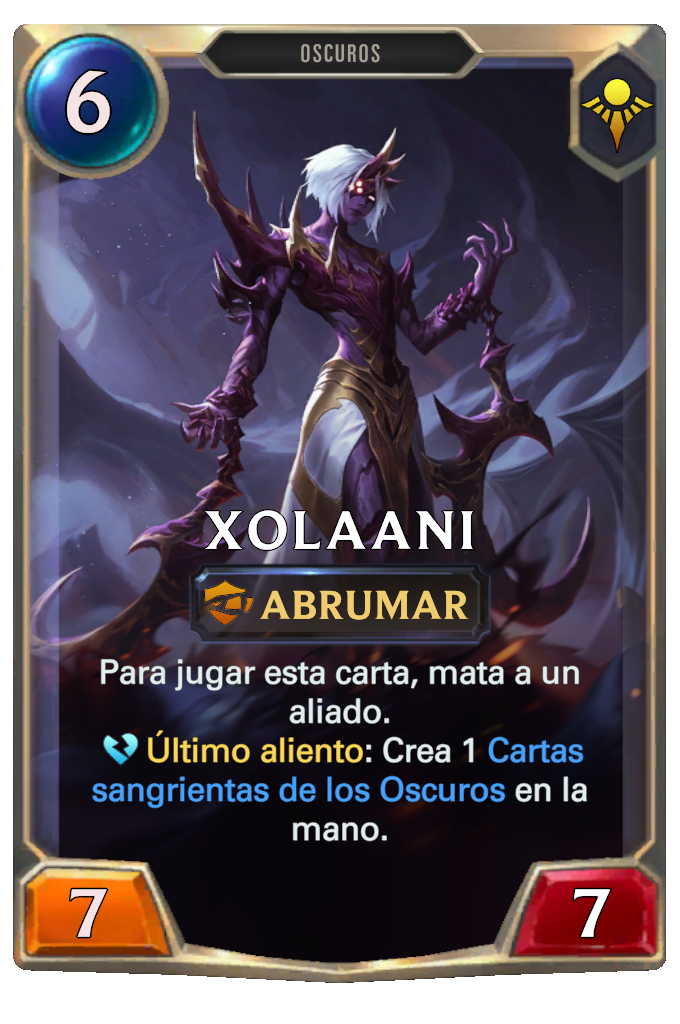 6
OSCUROS
XOLAANI
ABRUMAR
Para jugar esta carta, mata a un
aliado.
Último aliento: Crea 1 Cartas
sangrientas de los Oscuros en la
mano.
7
7